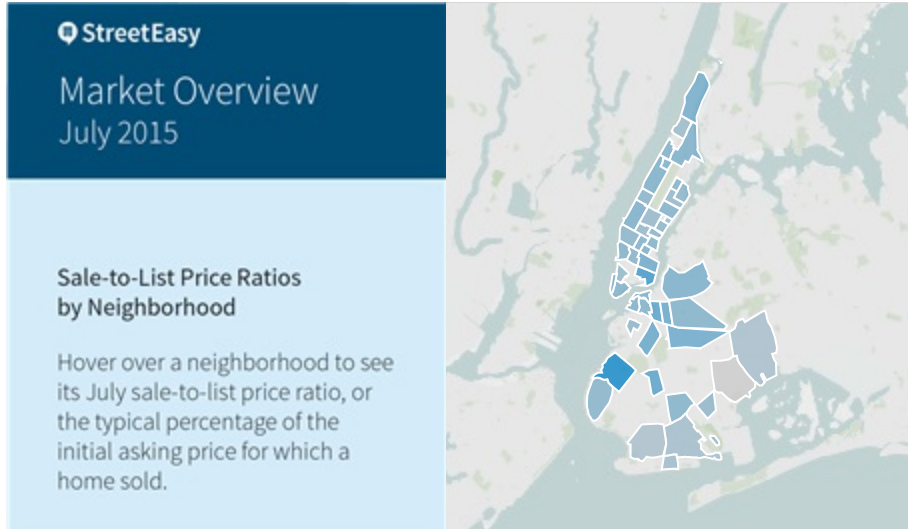 StreetEasy
Market Overview
July 2015
Sale-to-List Price Ratios
by Neighborhood
Hover over a neighborhood to see
its July sale-to-list price ratio, or
the typical percentage of the
initial asking price for which a
home sold.